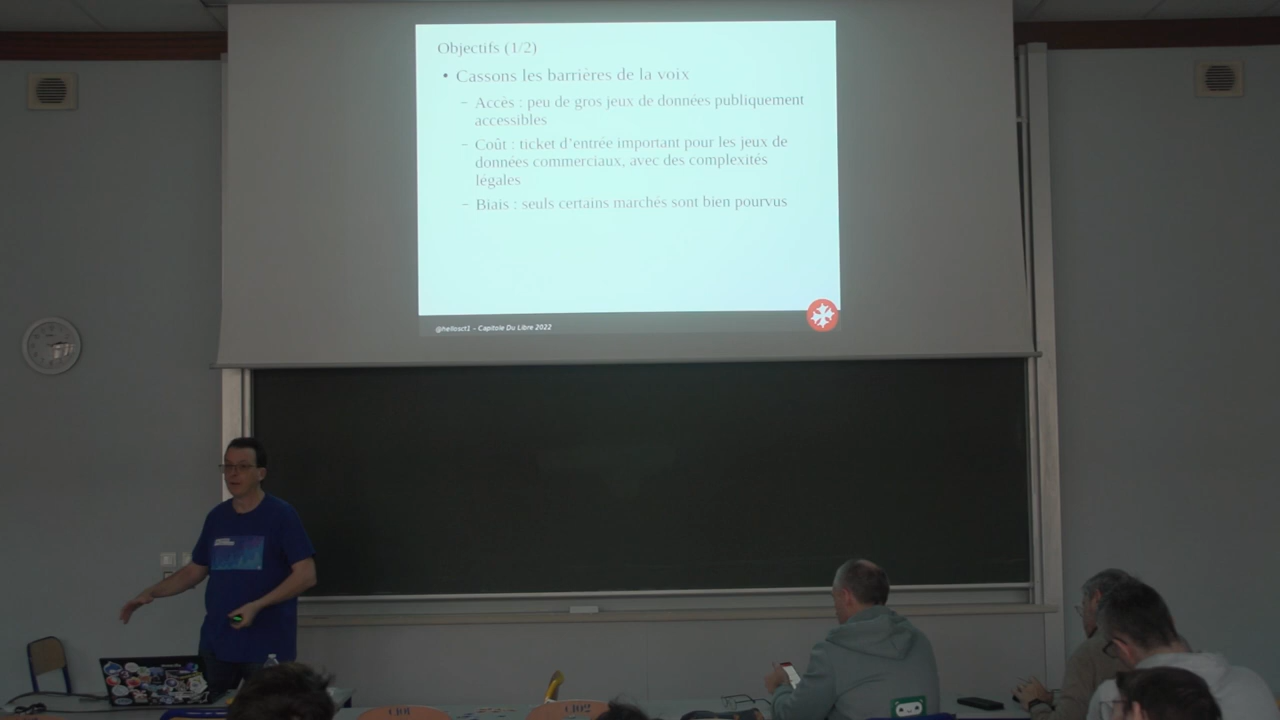 Objectifs (1/2)
• Cassons les barrières de la voix
– Accès : peu de gros jeux de données publiquement
accessibles
– Coût : ticket d'entrée important pour les jeux de
données commerciaux, avec des complexités
légales
– Biais : seuls certains marchés sont bien pourvus
@hellosct1 – Capitole Du Libre 2022